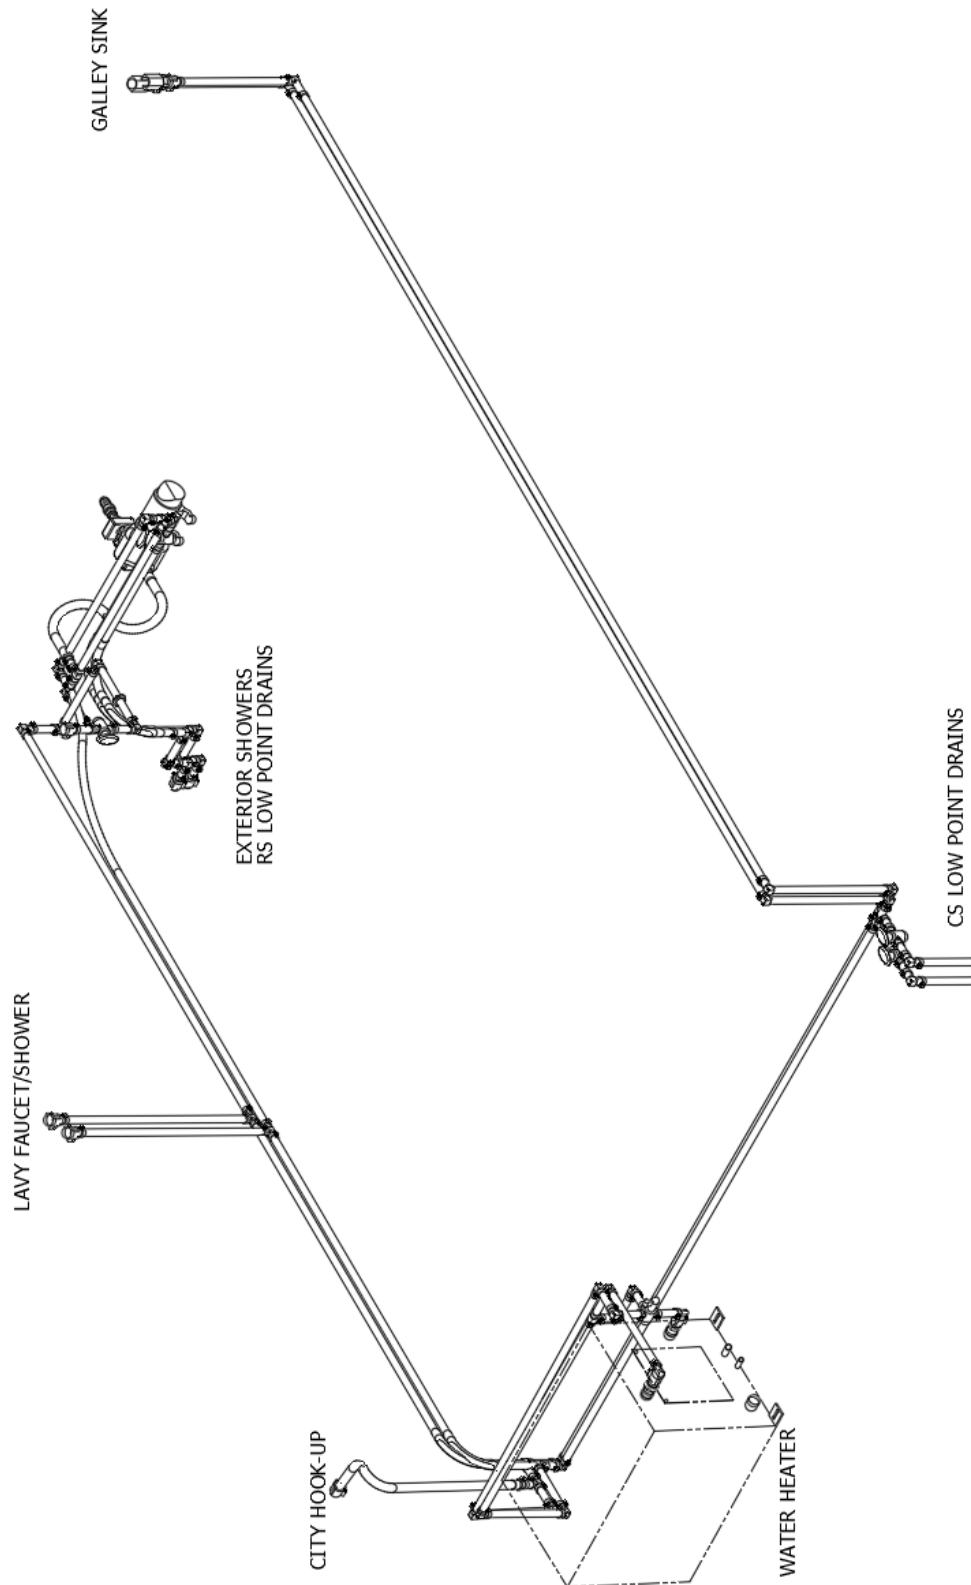 GALLEY SINK
EXTERIOR SHOWERS
RS LOW POINT DRAINS
LAVY FAUCET/SHOWER
CS LOW POINT DRAINS
CITY HOOK-UP
WATER HEATER